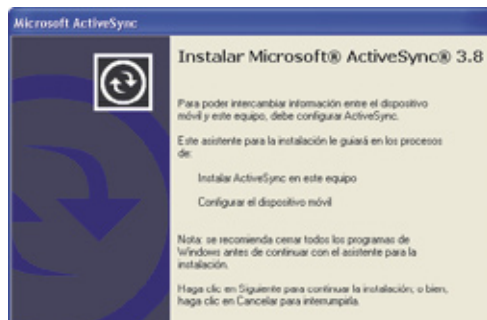 Microsoft ActiveSync
Instalar Microsoft® ActiveSync® 3.8
Para poder intercambiar información entre el dispositivo
móvil y este equipo, debe configurar ActiveSync.
Este asistente para la instalación le guiará en los procesos
de:
Instalar ActiveSync en este equipo
Configurar el dispositivo móvil
Nota: se recomienda cerrar todos los programas de
Windows antes de continuar con el asistente para la
instalación.
Haga clic en Siguiente para continuar la instalación, o bien,
haga clic en Cancelar para interrumpirla.